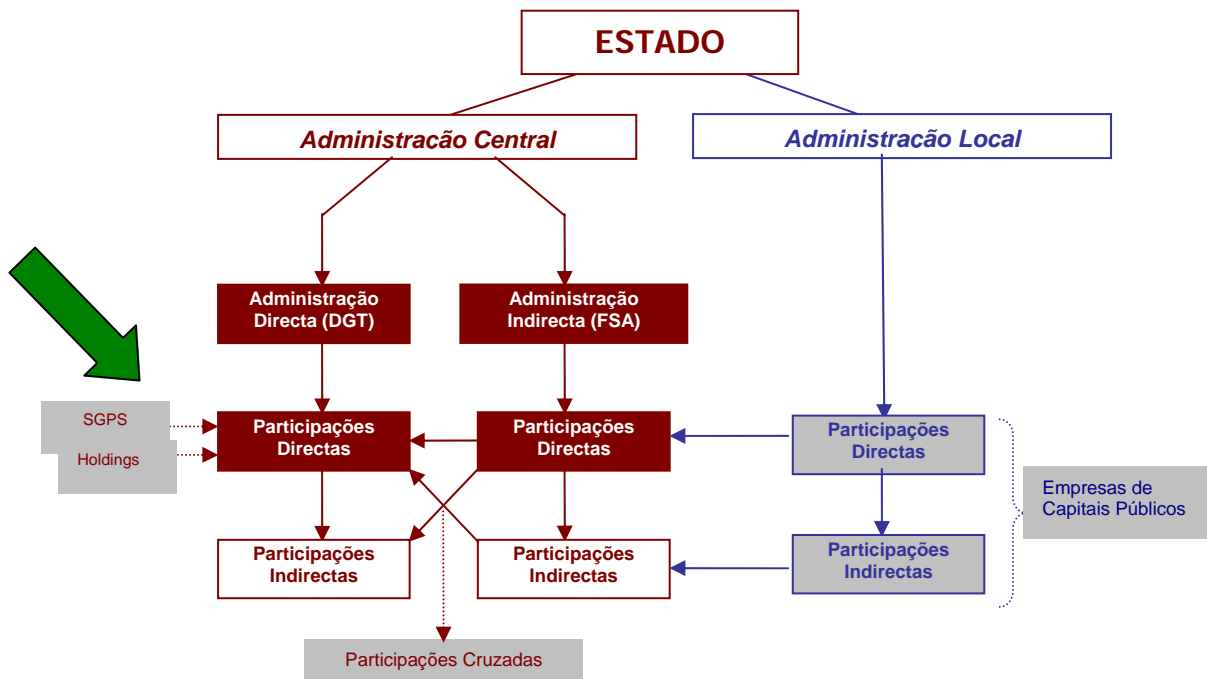 ESTADO
Administracão Central
Administração Local
Administração
Directa (DGT)
Administração
Indirecta (FSA)
SGPS
Holdings
Participações
Directas
Participações
Directas
Participações
Directas
Empresas de
Capitais Públicos
Participações
Indirectas
Participações
Indirectas
Participações
Indirectas
Participações Cruzadas